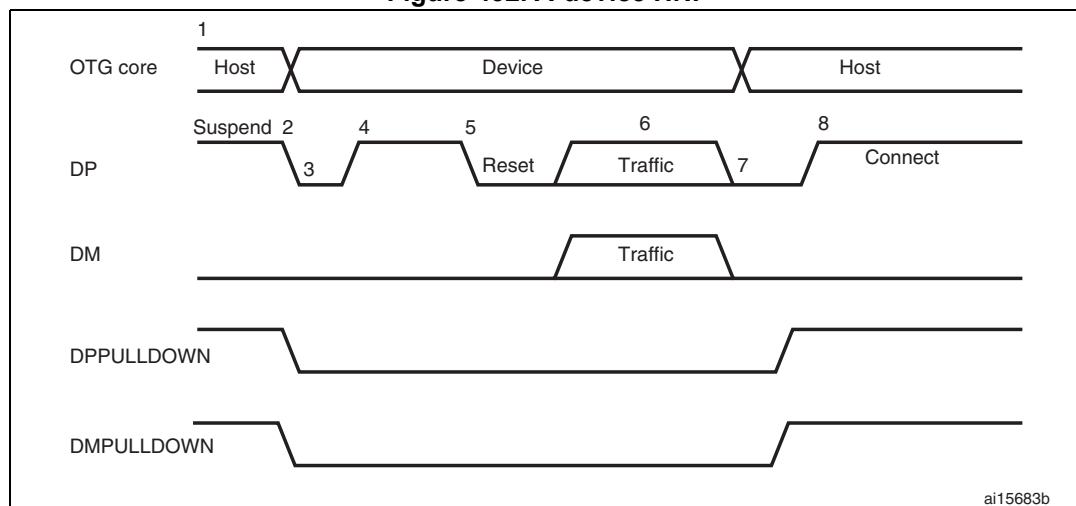 1
OTG core Host Device Host
Suspend 2 4 5 6 8
DP 3 Reset Traffic 7 Connect
DM Traffic
DPPULLDOWN
DMPULLDOWN
ai15683b